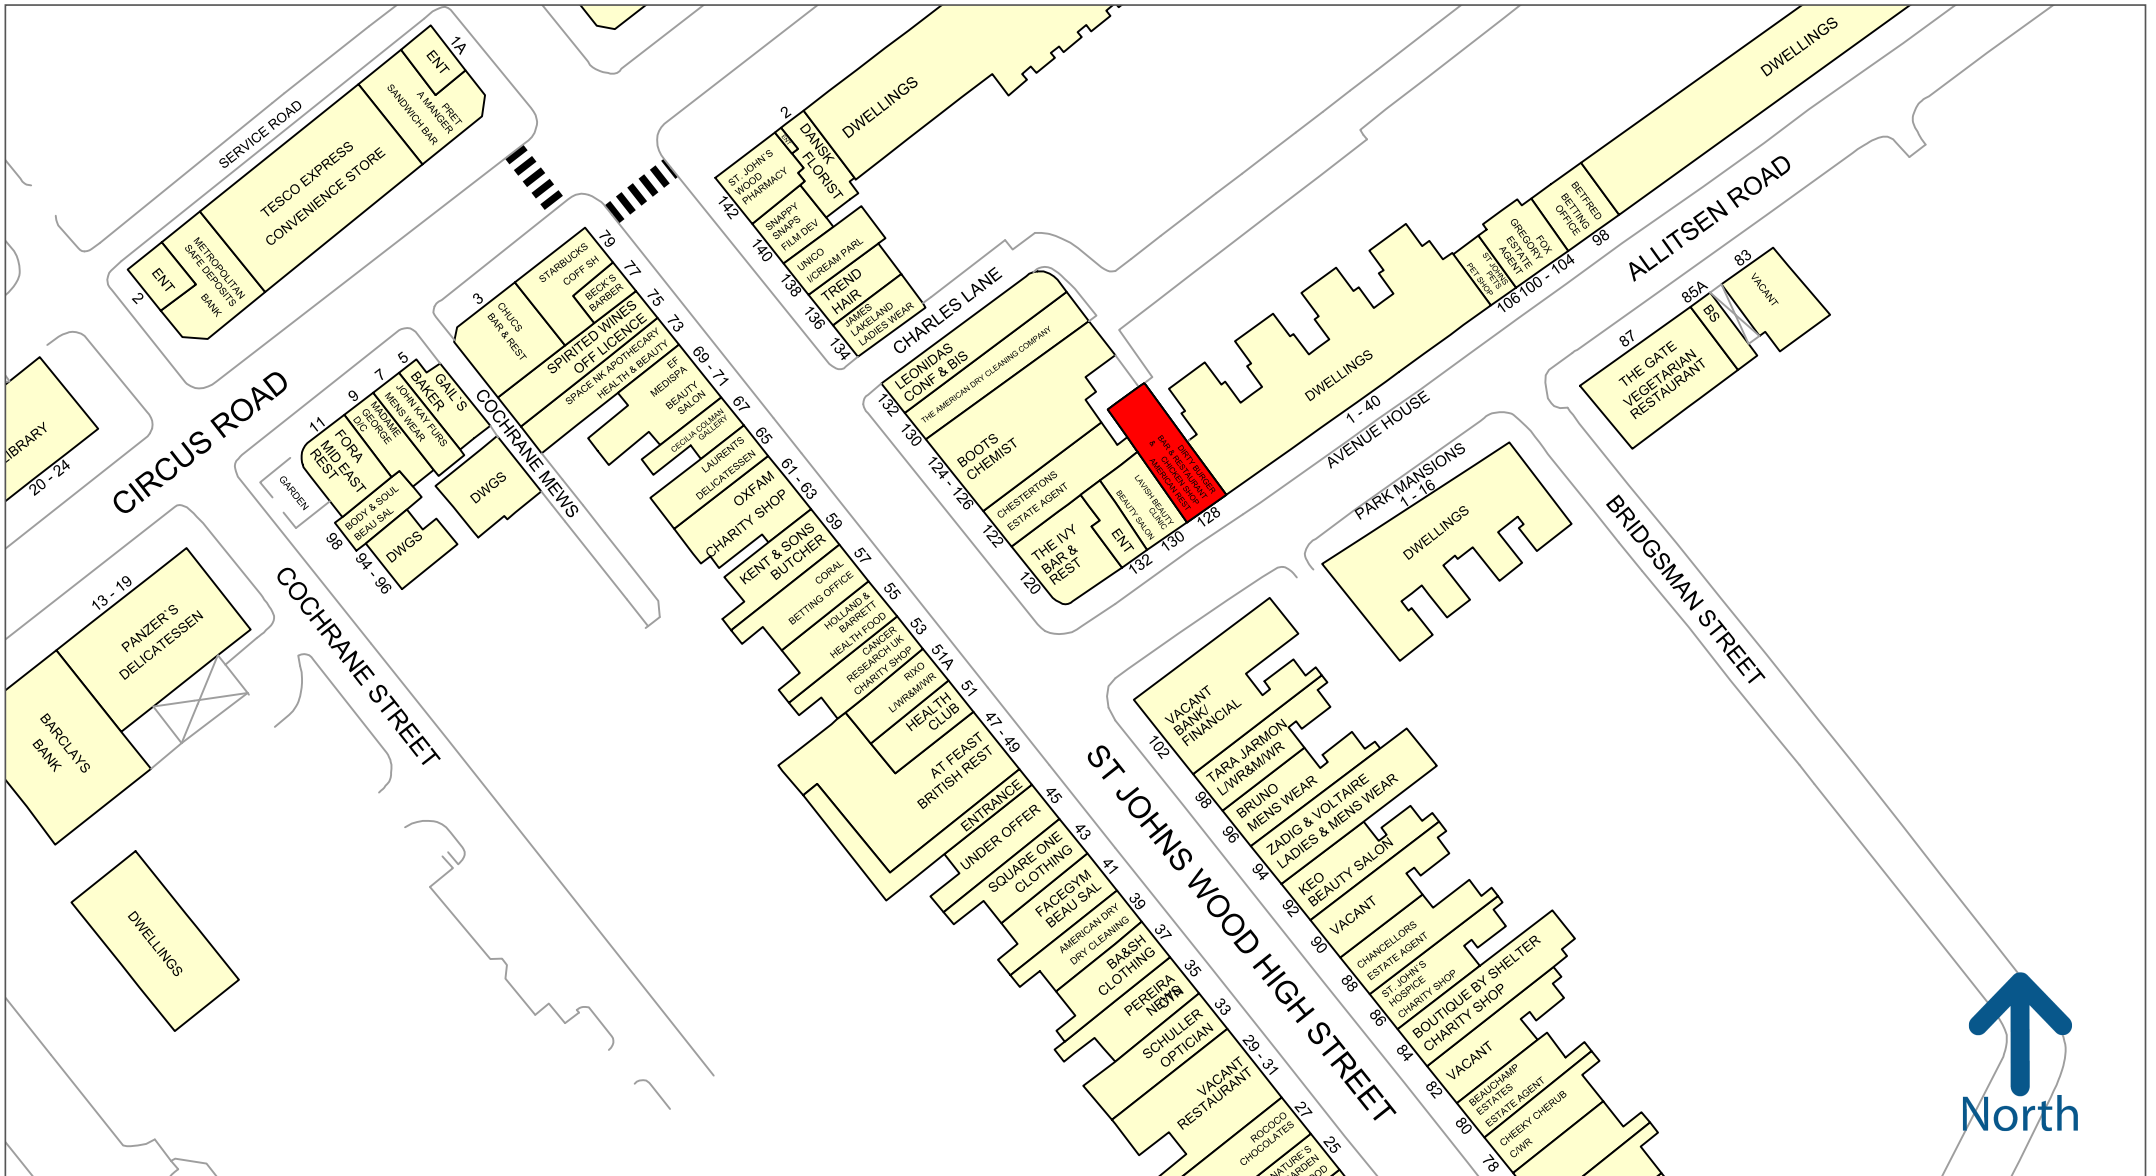 1A
ENT
PRET
A MANGER
SANDWICH BAR
SERVICE ROAD
TESCO EXPRESS
CONVENIENCE STORE
METROPOLITAN
SAFE DEPOSITS
BANK
ENT
2
2
DWELLINGS
DANSK
FLORIST
ST. JOHN'S
WOOD
PHARMACY
142
SNAPPY
SNAPS
FILM DEV
140
UNICO
I/CREAM PARL
138
TREND
HAIR
136
JAMES
LAKELAND
LADIES WEAR
134
CHARLES LANE
DWELLINGS
ALLITSEN ROAD
BETFRED
BETTING
OFFICE
98
FOX
GREGORY
ESTATE
AGENT
100 - 104
ST JOHNS
PETS
PET SHOP
106
DWELLINGS
1 - 40
AVENUE HOUSE
83
VACANT
85A
BS
87
THE GATE
VEGETARIAN
RESTAURANT
LIBRARY
20 - 24
CIRCUS ROAD
3
CHUCS
BAR & REST
STARBUCKS
COFF SH
79
BECK'S
BARBER
77
SPIRITED WINES
OFF LICENCE
75
SPACE NK APOTHECARY
HEALTH & BEAUTY
73
EF
MEDISPA
BEAUTY
SALON
69 - 71
CECILIA COLMAN
GALLERY
67
LAURENTS
DELICATESSEN
65
OXFAM
CHARITY SHOP
61 - 63
KENT & SONS
BUTCHER
59
CORAL
BETTING OFFICE
57
HOLLAND &
BARRETT
HEALTH FOOD
55
CANCER
RESEARCH UK
CHARITY SHOP
53
RIXO
L/WR&M/WR
51A
HEALTH
CLUB
51
AT FEAST
BRITISH REST
47 - 49
ENTRANCE
UNDER OFFER
45
SQUARE ONE
CLOTHING
43
FACEGYM
BEAU SAL
41
AMERICAN DRY
DRY CLEANING
39
BA&SH
CLOTHING
37
PEREIRA
NEWS
35
SCHULLER
OPTICIAN
33
VACANT
RESTAURANT
29 - 31
ROCOCO
CHOCOLATES
27
25
5
GAIL'S
BAKER
7
JOHN KAY FURS
MENS WEAR
9
MADAME
GEORGE
D/C
11
FORA
MID EAST
REST
GARDEN
BODY & SOUL
BEAU SAL
98
DWGS
94 - 96
DWGS
COCHRANE MEWS
COCHRANE STREET
13 - 19
PANZER'S
DELICATESSEN
BARCLAYS
BANK
DWELLINGS
LEONIDAS
CONF & BIS
132
THE AMERICAN DRY CLEANING COMPANY
130
BOOTS
CHEMIST
124 - 126
CHESTERTONS
ESTATE AGENT
122
THE IVY
BAR &
REST
120
ENT
132
LAVISH BEAUTY
CLINIC
BEAUTY SALON
130
DIRTY BURGER
BAR & RESTAURANT
CHICKEN SHOP
&
AMERICAN REST
128
PARK MANSIONS
1 - 16
DWELLINGS
BRIDGSMAN STREET
ST JOHNS WOOD HIGH STREET
VACANT
BANK/
FINANCIAL
102
TARA JARMON
L/WR&M/WR
98
BRUNO
MENS WEAR
96
ZADIG & VOLTAIRE
LADIES & MENS WEAR
94
KEO
BEAUTY SALON
92
VACANT
90
CHANCELLORS
ESTATE AGENT
88
ST. JOHN'S
HOSPICE
CHARITY SHOP
86
BOUTIQUE BY SHELTER
CHARITY SHOP
84
VACANT
82
BEAUCHAMP
ESTATES
ESTATE AGENT
80
CHEEKY CHERUB
C/WR
78
North